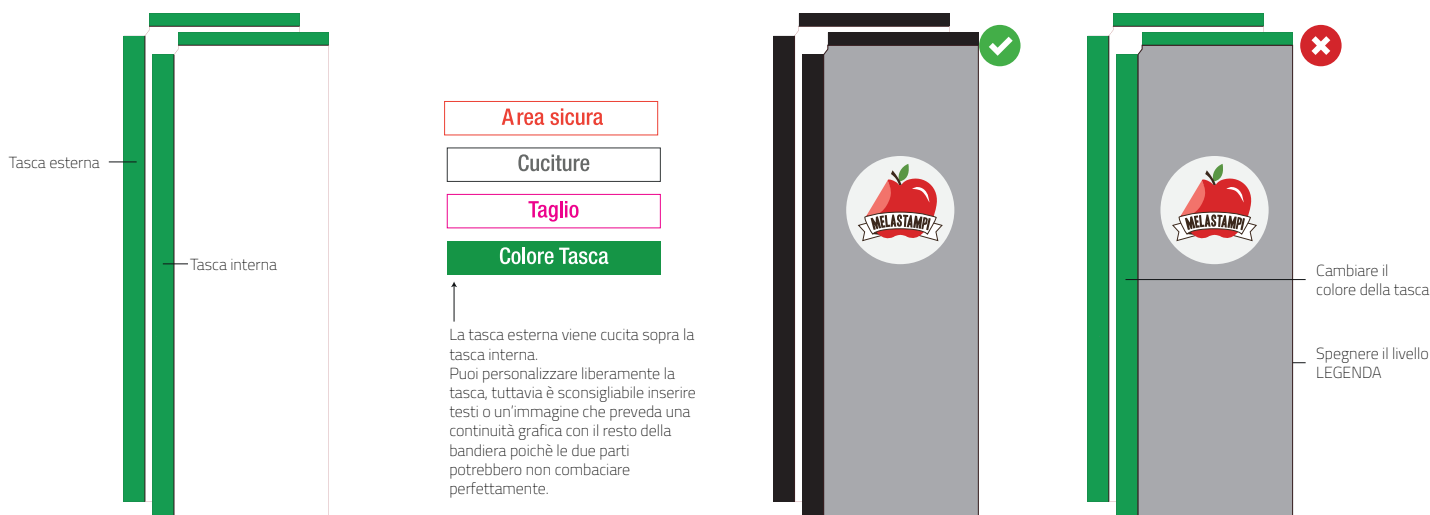 Tasca esterna
Tasca interna
Area sicura
Cuciture
Taglio
Colore Tasca
La tasca esterna viene cucita sopra la
tasca interna.
Puoi personalizzare liberamente la
tasca, tuttavia è sconsigliabile inserire
testi o un'immagine che preveda una
continuità grafica con il resto della
bandiera poichè le due parti
potrebbero non combaciare
perfettamente.
MELASTAMPI
MELASTAMPI
Cambiare il
colore della tasca
Spegnere il livello
LEGENDA